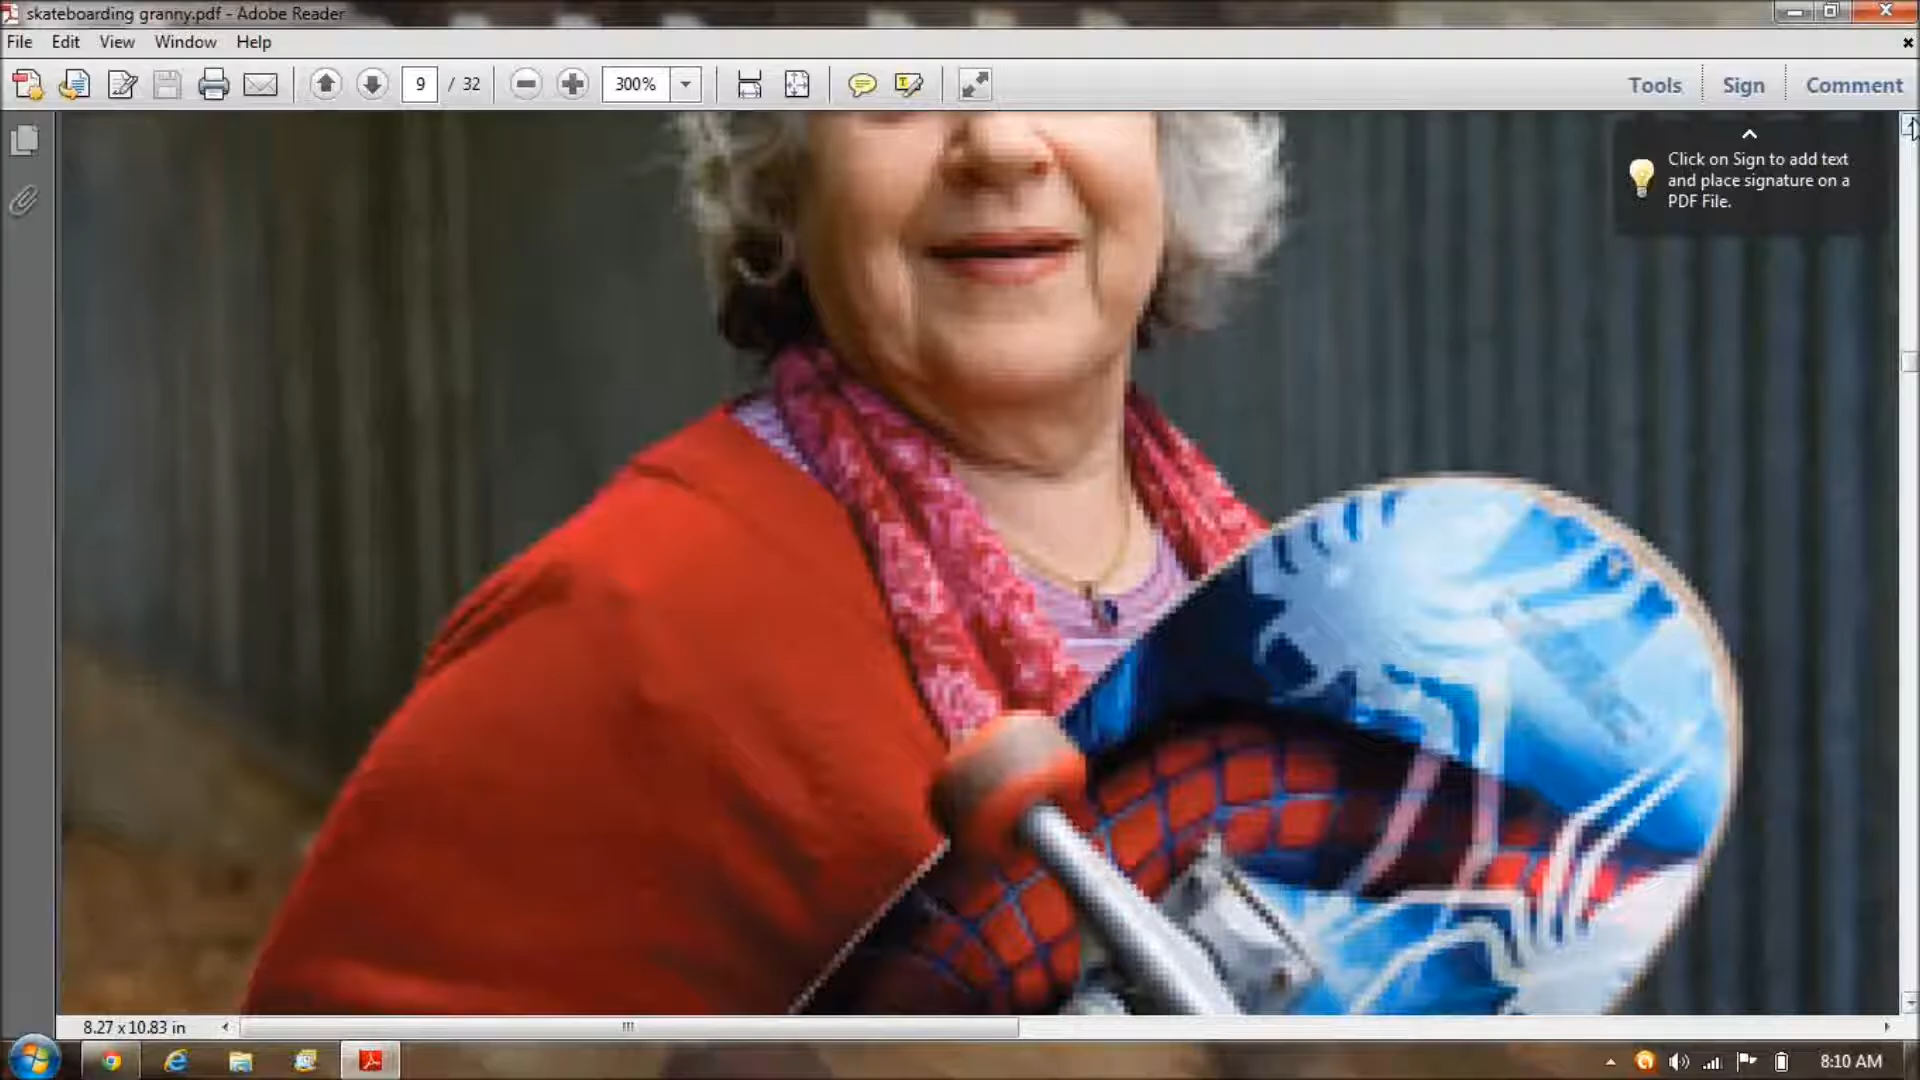 skateboarding granny.pdf - Adobe Reader
File Edit View Window Help
9 / 32 300% Tools Sign Comment
Click on Sign to add text
and place signature on a
PDF File.
8.27 x 10.83 in
8:10 AM